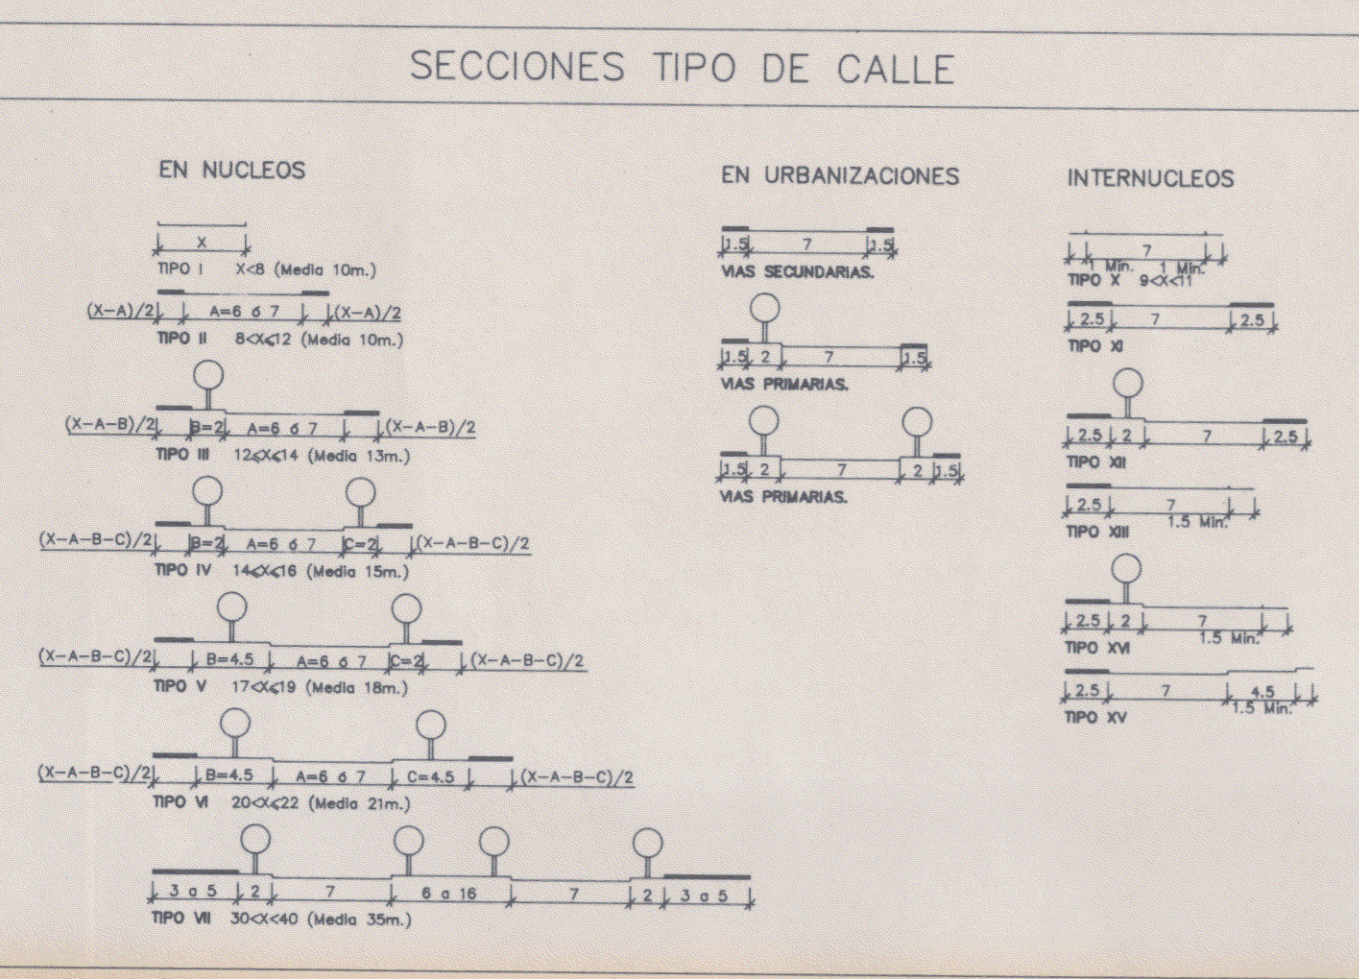 SECCIONES TIPO DE CALLE
EN NUCLEOS
X
TIPO I X<8 (Media 10m.)
(X-A)/2 A=6 ó 7 (X-A)/2
TIPO II 8<X⩽12 (Media 10m.)
(X-A-B)/2 B=2 A=6 ó 7 (X-A-B)/2
TIPO III 12⩽X⩽14 (Media 13m.)
(X-A-B-C)/2 B=2 A=6 ó 7 C=2 (X-A-B-C)/2
TIPO IV 14⩽X⩽16 (Media 15m.)
(X-A-B-C)/2 B=4.5 A=6 ó 7 C=2 (X-A-B-C)/2
TIPO V 17<X⩽19 (Media 18m.)
(X-A-B-C)/2 B=4.5 A=6 ó 7 C=4.5 (X-A-B-C)/2
TIPO VI 20<X⩽22 (Media 21m.)
3 a 5 2 7 6 a 16 7 2 3 a 5
TIPO VII 30<X<40 (Media 35m.)
EN URBANIZACIONES
1.5 7 1.5
VIAS SECUNDARIAS.
1.5 2 7 1.5
VIAS PRIMARIAS.
1.5 2 7 2 1.5
VIAS PRIMARIAS.
INTERNUCLEOS
7
1 Min. 1 Min.
TIPO X 9<X<11
2.5 7 2.5
TIPO XI
2.5 2 7 2.5
TIPO XII
2.5 7
1.5 Min.
TIPO XIII
2.5 2 7
1.5 Min.
TIPO XVI
2.5 7 4.5
1.5 Min.
TIPO XV